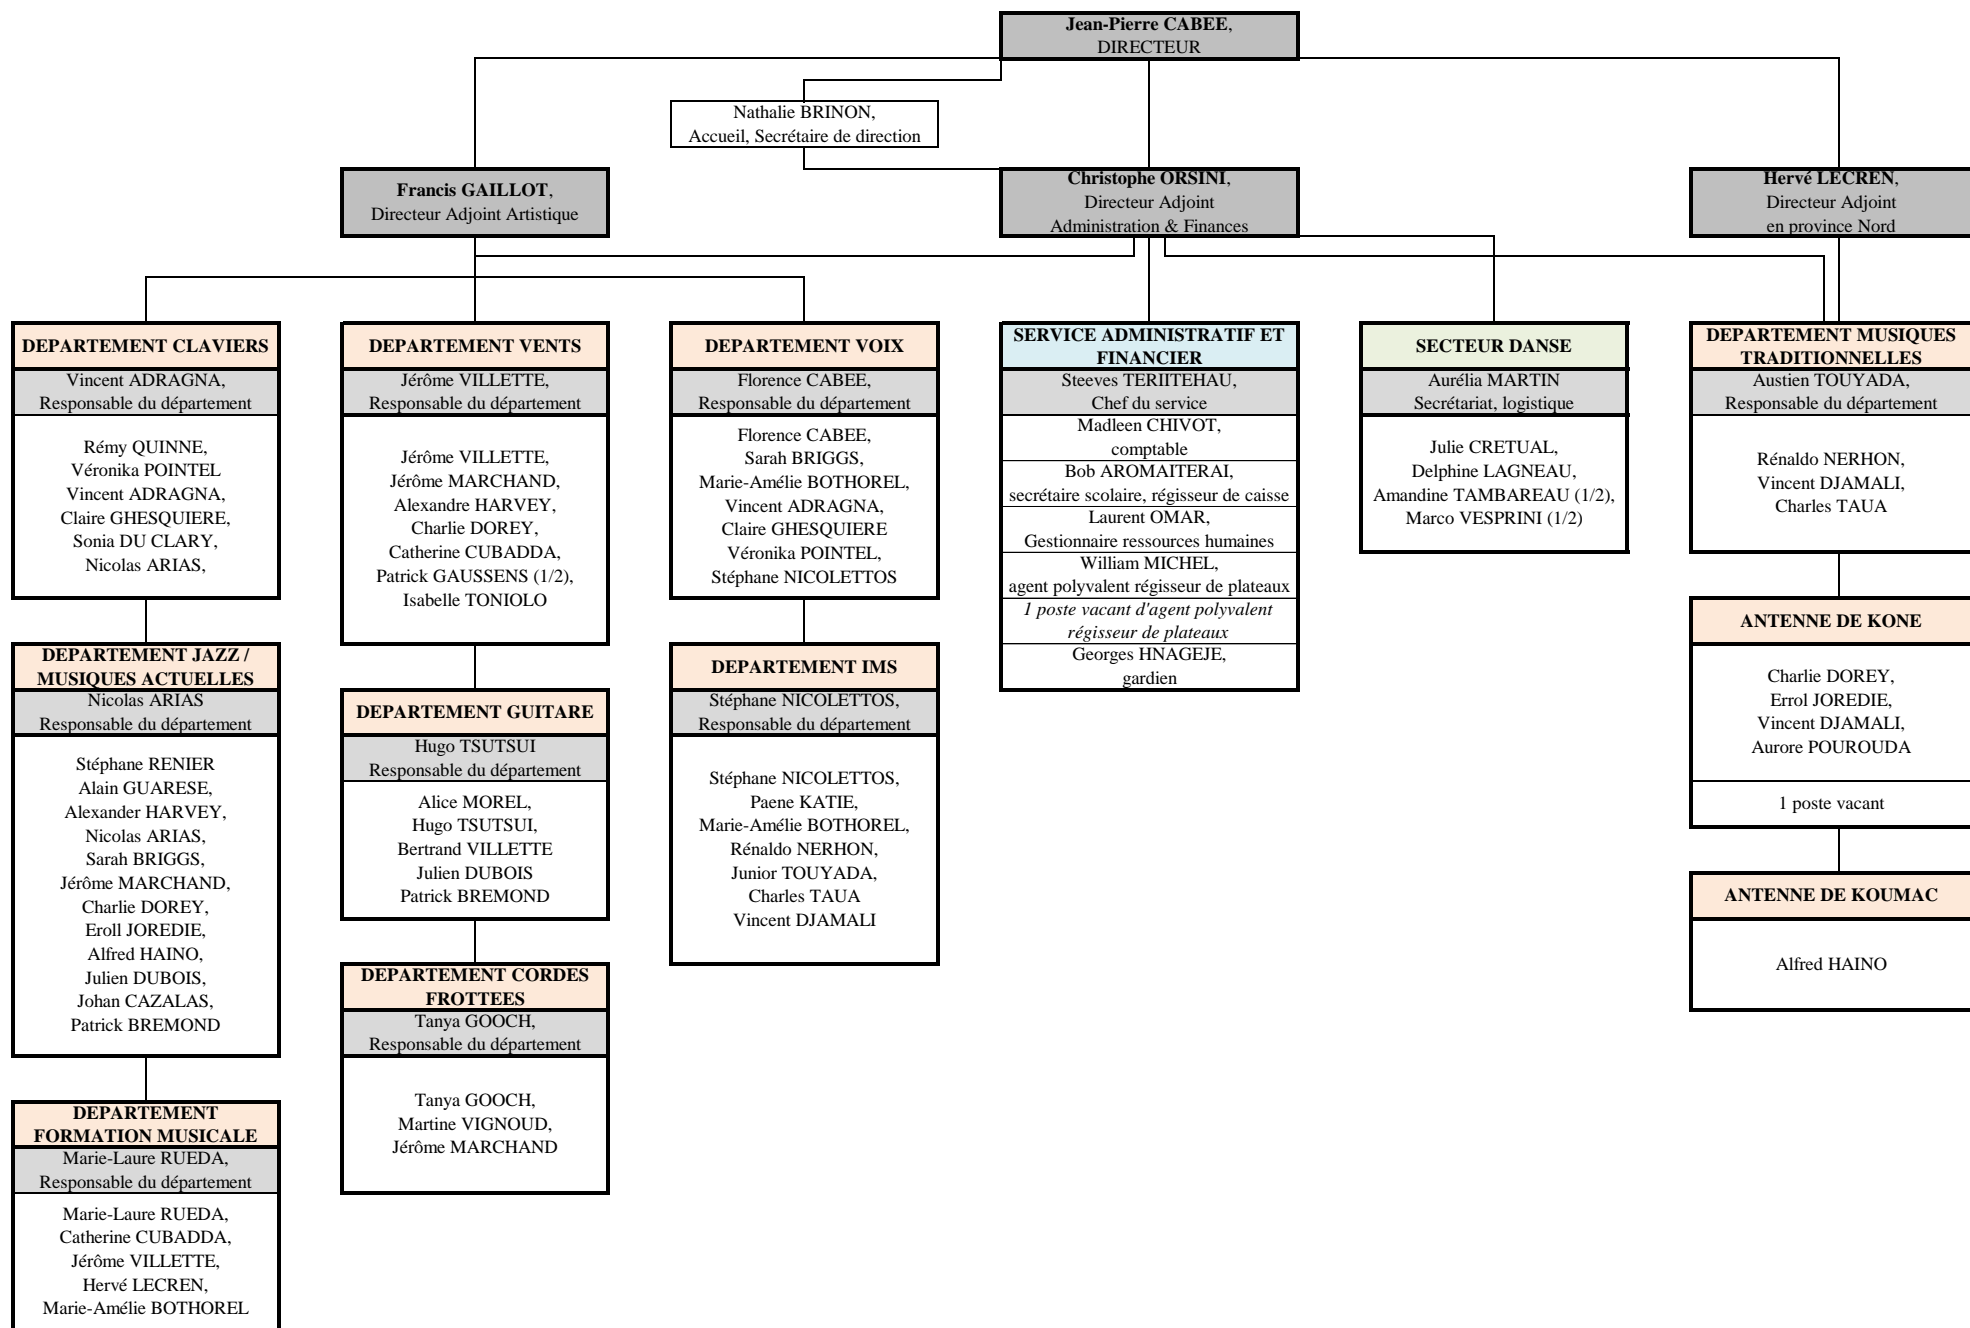 Jean-Pierre CABEE,
DIRECTEUR
Nathalie BRINON,
Accueil, Secrétaire de direction
Francis GAILLOT,
Directeur Adjoint Artistique
Christophe ORSINI,
Directeur Adjoint
Administration & Finances
Hervé LECREN,
Directeur Adjoint
en province Nord
DEPARTEMENT CLAVIERS
Vincent ADRAGNA,
Responsable du département
Rémy QUINNE,
Véronika POINTEL
Vincent ADRAGNA,
Claire GHESQUIERE,
Sonia DU CLARY,
Nicolas ARIAS,
DEPARTEMENT JAZZ /
MUSIQUES ACTUELLES
Nicolas ARIAS
Responsable du département
Stéphane RENIER
Alain GUARESE,
Alexander HARVEY,
Nicolas ARIAS,
Sarah BRIGGS,
Jérôme MARCHAND,
Charlie DOREY,
Eroll JOREDIE,
Alfred HAINO,
Julien DUBOIS,
Johan CAZALAS,
Patrick BREMOND
DEPARTEMENT
FORMATION MUSICALE
Marie-Laure RUEDA,
Responsable du département
Marie-Laure RUEDA,
Catherine CUBADDA,
Jérôme VILLETTE,
Hervé LECREN,
Marie-Amélie BOTHOREL
DEPARTEMENT VENTS
Jérôme VILLETTE,
Responsable du département
Jérôme VILLETTE,
Jérôme MARCHAND,
Alexandre HARVEY,
Charlie DOREY,
Catherine CUBADDA,
Patrick GAUSSENS (1/2),
Isabelle TONIOLO
DEPARTEMENT GUITARE
Hugo TSUTSUI
Responsable du département
Alice MOREL,
Hugo TSUTSUI,
Bertrand VILLETTE
Julien DUBOIS
Patrick BREMOND
DEPARTEMENT CORDES
FROTTEES
Tanya GOOCH,
Responsable du département
Tanya GOOCH,
Martine VIGNOUD,
Jérôme MARCHAND
DEPARTEMENT VOIX
Florence CABEE,
Responsable du département
Florence CABEE,
Sarah BRIGGS,
Marie-Amélie BOTHOREL,
Vincent ADRAGNA,
Claire GHESQUIERE
Véronika POINTEL,
Stéphane NICOLETTOS
DEPARTEMENT IMS
Stéphane NICOLETTOS,
Responsable du département
Stéphane NICOLETTOS,
Paene KATIE,
Marie-Amélie BOTHOREL,
Rénaldo NERHON,
Junior TOUYADA,
Charles TAUA
Vincent DJAMALI
SERVICE ADMINISTRATIF ET
FINANCIER
Steeves TERIITEHAU,
Chef du service
Madleen CHIVOT,
comptable
Bob AROMAITERAI,
secrétaire scolaire, régisseur de caisse
Laurent OMAR,
Gestionnaire ressources humaines
William MICHEL,
agent polyvalent régisseur de plateaux
1 poste vacant d'agent polyvalent
régisseur de plateaux
Georges HNAGEJE,
gardien
SECTEUR DANSE
Aurélia MARTIN
Secrétariat, logistique
Julie CRETUAL,
Delphine LAGNEAU,
Amandine TAMBAREAU (1/2),
Marco VESPRINI (1/2)
DEPARTEMENT MUSIQUES
TRADITIONNELLES
Austien TOUYADA,
Responsable du département
Rénaldo NERHON,
Vincent DJAMALI,
Charles TAUA
ANTENNE DE KONE
Charlie DOREY,
Errol JOREDIE,
Vincent DJAMALI,
Aurore POUROUDA
1 poste vacant
ANTENNE DE KOUMAC
Alfred HAINO